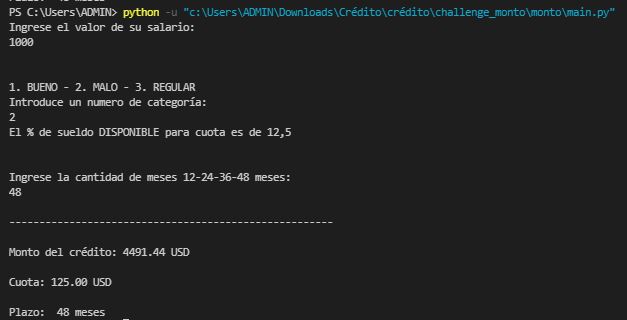 PS C:\Users\ADMIN> python -u "c:\Users\ADMIN\Downloads\Crédito\crédito\challenge_monto\monto\main.py"
Ingrese el valor de su salario:
1000
1. BUENO - 2. MALO - 3. REGULAR
Introduce un numero de categoría:
2
El % de sueldo DISPONIBLE para cuota es de 12,5
Ingrese la cantidad de meses 12-24-36-48 meses:
48
------------------------------------------------------
Monto del crédito: 4491.44 USD
Cuota: 125.00 USD
Plazo:  48 meses